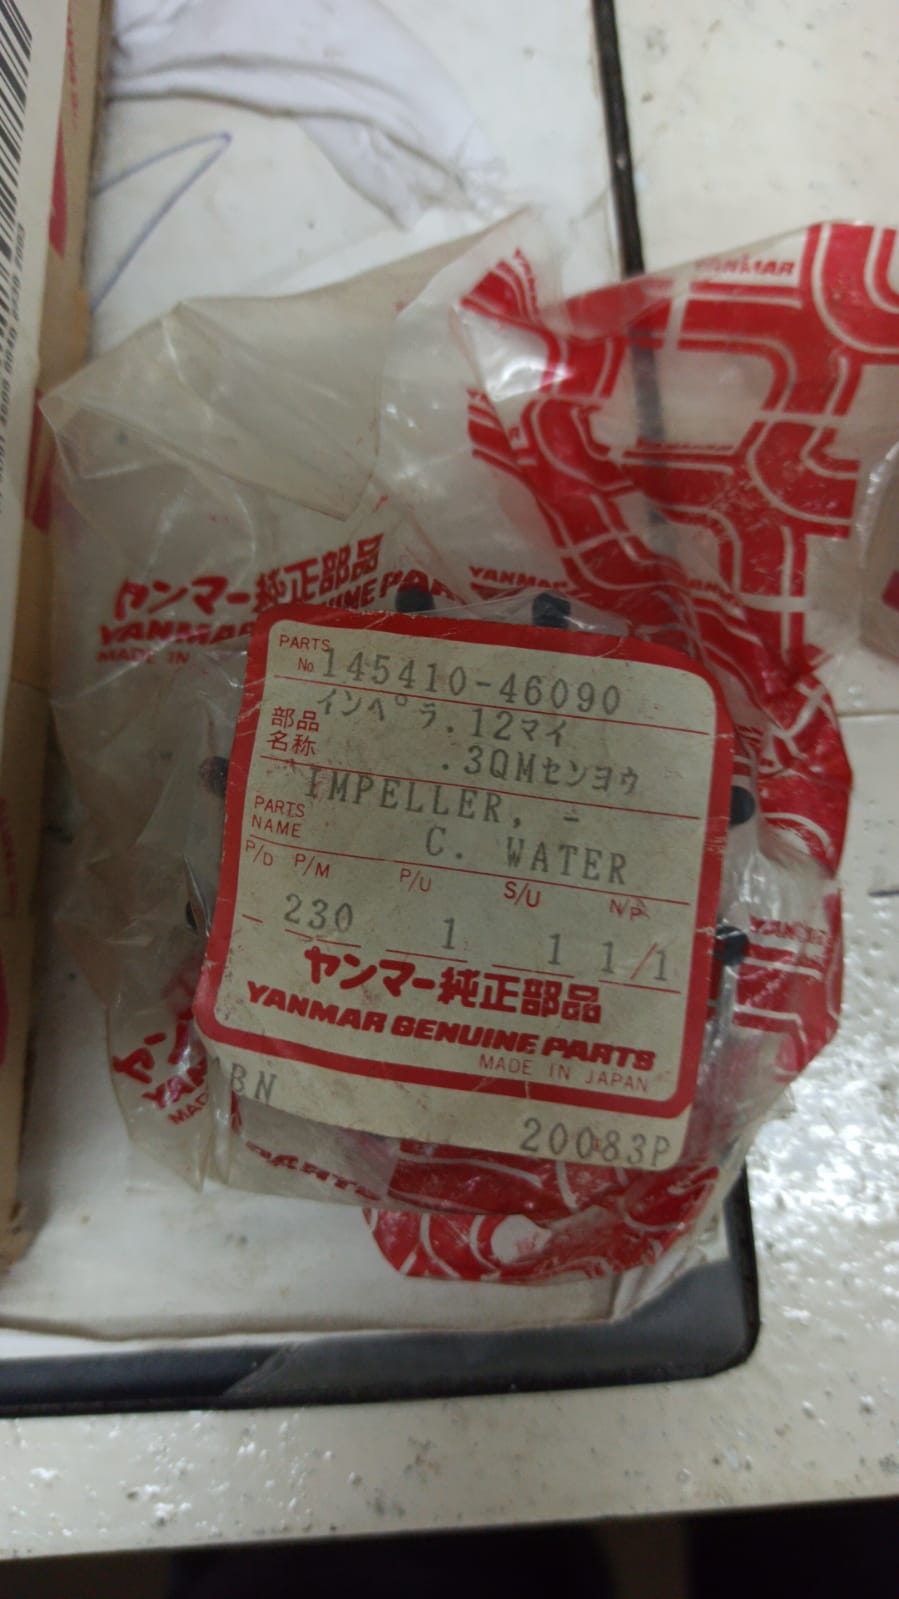 YANMAR
ヤンマー純正部品
YANMAR GENUINE PARTS
MADE IN
YANMAR
PARTS No 145410-46090
部品名称 インペラ.12マイ
.3QMセンヨウ
PARTS NAME IMPELLER,
C. WATER
P/D P/M P/U S/U N/P
- 230 1 1 1/1
ヤンマー純正部品
YANMAR GENUINE PARTS
MADE IN JAPAN
BN
20083P